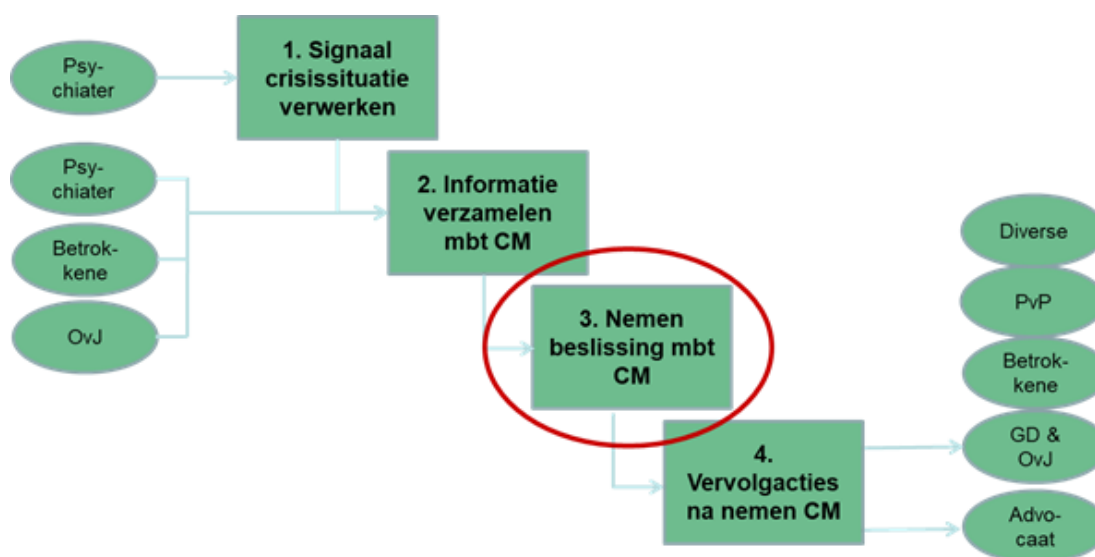 Psy-
chiater
1. Signaal
crisissituatie
verwerken
Psy-
chiater
Betrok-
kene
OvJ
2. Informatie
verzamelen
mbt CM
3. Nemen
beslissing mbt
CM
4.
Vervolgacties
na nemen CM
Diverse
PvP
Betrok-
kene
GD &
OvJ
Advo-
caat